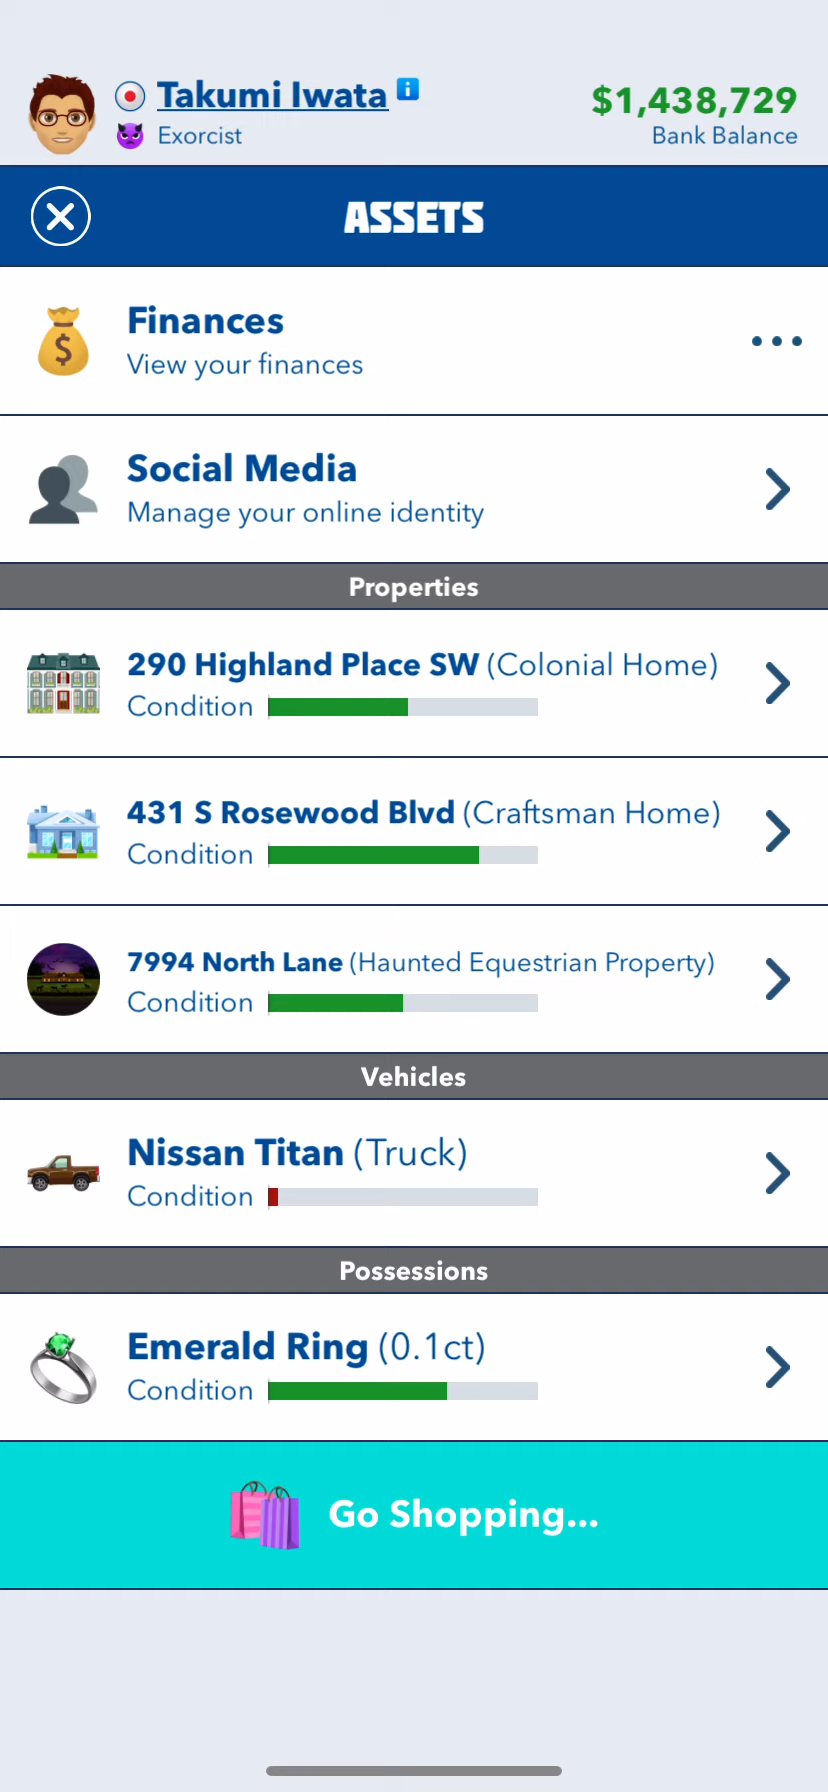 Takumi Iwata
Exorcist
$1,438,729
Bank Balance
ASSETS
Finances
View your finances
Social Media
Manage your online identity
Properties
290 Highland Place SW (Colonial Home)
Condition
431 S Rosewood Blvd (Craftsman Home)
Condition
7994 North Lane (Haunted Equestrian Property)
Condition
Vehicles
Nissan Titan (Truck)
Condition
Possessions
Emerald Ring (0.1ct)
Condition
Go Shopping...